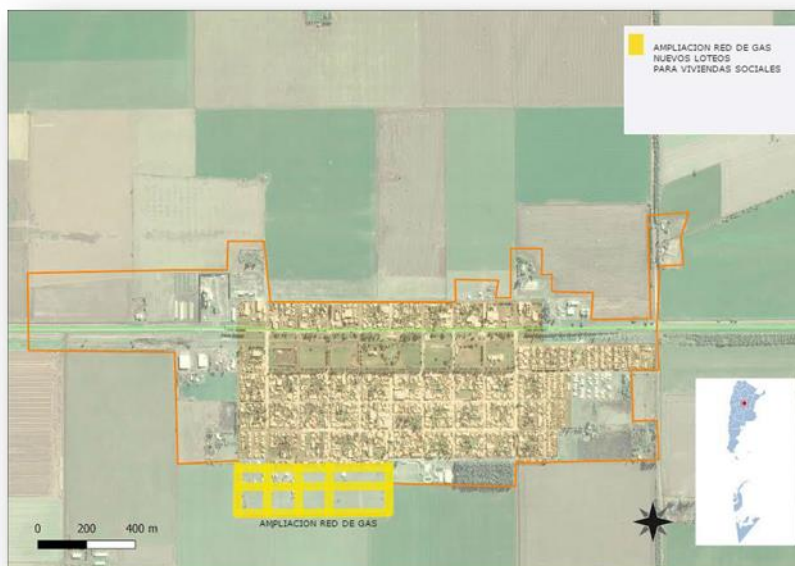 AMPLIACION RED DE GAS
NUEVOS LOTEOS
PARA VIVIENDAS SOCIALES
AMPLIACION RED DE GAS
0 200 400 m